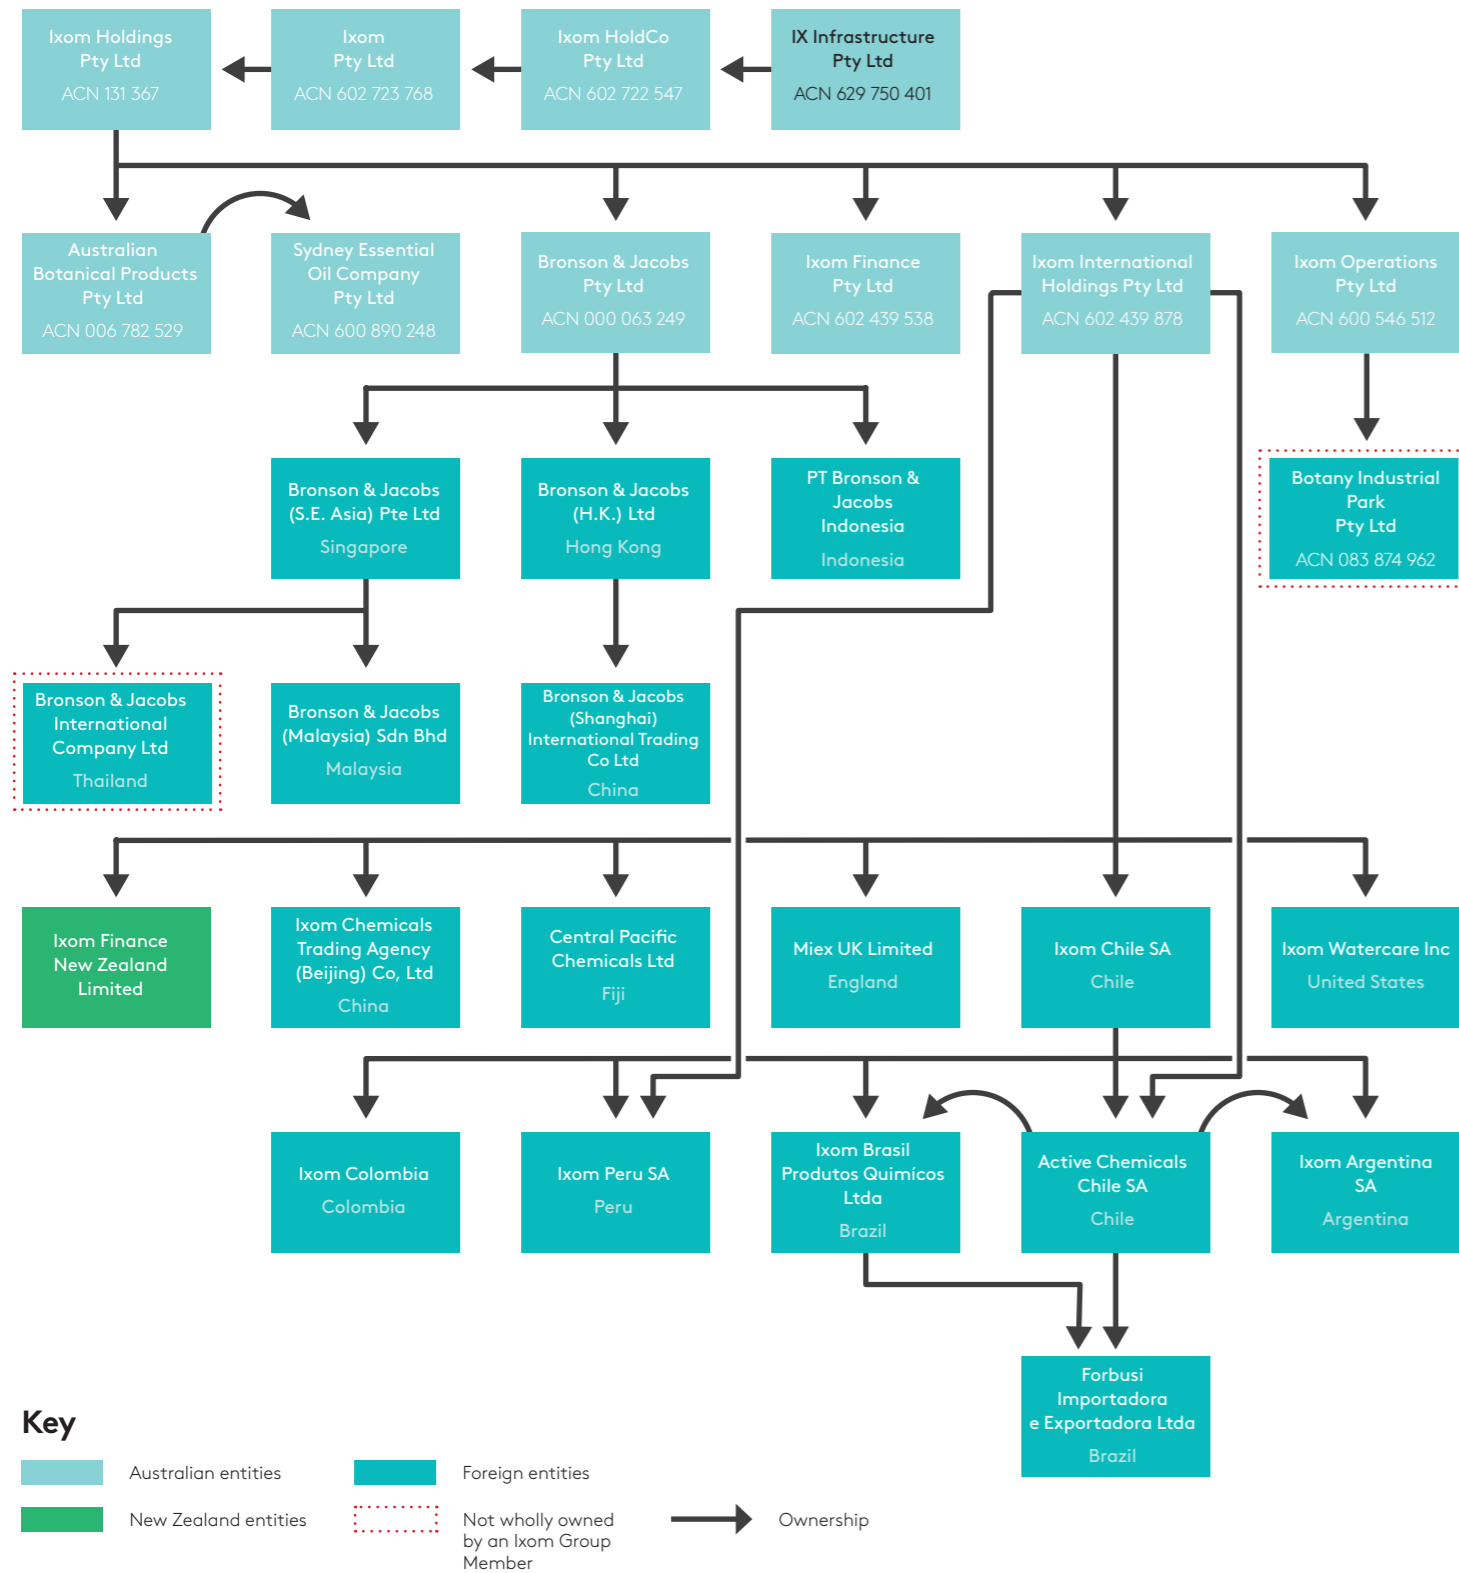 Ixom Holdings
Pty Ltd
ACN 131 367
Ixom
Pty Ltd
ACN 602 723 768
Ixom HoldCo
Pty Ltd
ACN 602 722 547
IX Infrastructure
Pty Ltd
ACN 629 750 401
Australian
Botanical Products
Pty Ltd
ACN 006 782 529
Sydney Essential
Oil Company
Pty Ltd
ACN 600 890 248
Bronson & Jacobs
Pty Ltd
ACN 000 063 249
Ixom Finance
Pty Ltd
ACN 602 439 538
Ixom International
Holdings Pty Ltd
ACN 602 439 878
Ixom Operations
Pty Ltd
ACN 600 546 512
Bronson & Jacobs
(S.E. Asia) Pte Ltd
Singapore
Bronson & Jacobs
(H.K.) Ltd
Hong Kong
PT Bronson &
Jacobs
Indonesia
Indonesia
Botany Industrial
Park
Pty Ltd
ACN 083 874 962
Bronson & Jacobs
International
Company Ltd
Thailand
Bronson & Jacobs
(Malaysia) Sdn Bhd
Malaysia
Bronson & Jacobs
(Shanghai)
International Trading
Co Ltd
China
Ixom Finance
New Zealand
Limited
Ixom Chemicals
Trading Agency
(Beijing) Co, Ltd
China
Central Pacific
Chemicals Ltd
Fiji
Miex UK Limited
England
Ixom Chile SA
Chile
Ixom Watercare Inc
United States
Ixom Colombia
Colombia
Ixom Peru SA
Peru
Ixom Brasil
Produtos Quimícos
Ltda
Brazil
Active Chemicals
Chile SA
Chile
Ixom Argentina
SA
Argentina
Forbusi
Importadora
e Exportadora Ltda
Brazil
Key
Australian entities
Foreign entities
New Zealand entities
Not wholly owned
by an Ixom Group
Member
Ownership